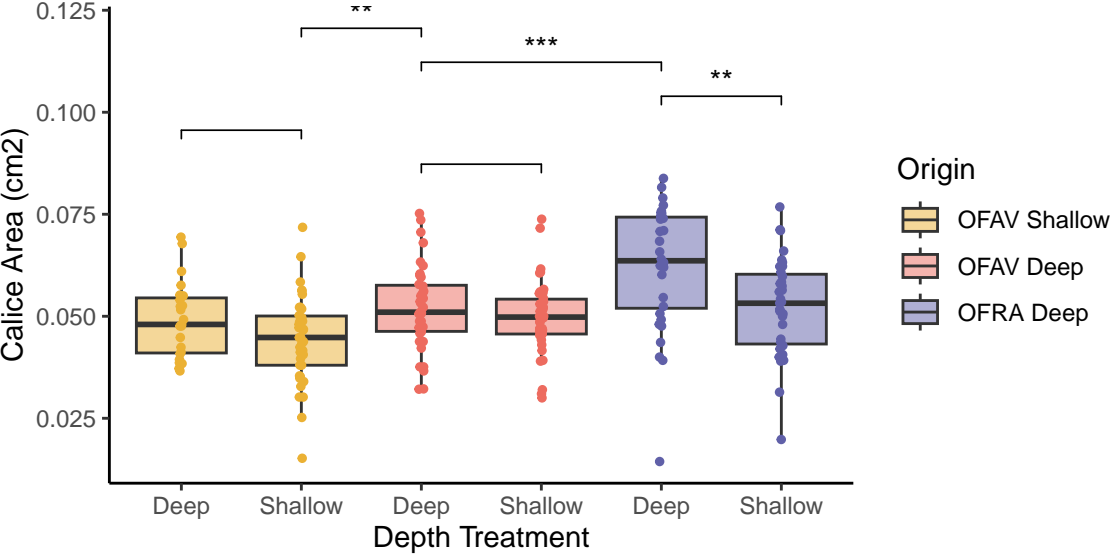 0.125
0.100
0.075
0.050
0.025
Calice Area (cm2)
**
***
**
Deep
Shallow
Deep
Shallow
Deep
Shallow
Depth Treatment
Origin
OFAV Shallow
OFAV Deep
OFRA Deep